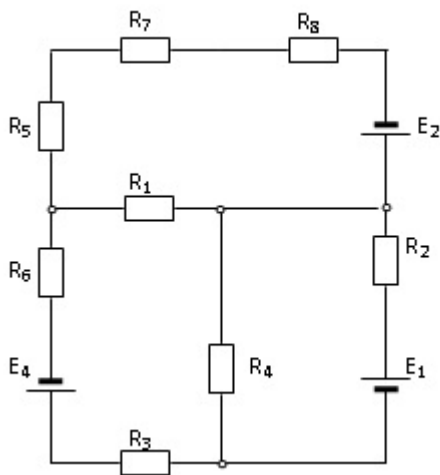 R₇ R₈
R₅ E₂
R₁
R₆ R₂
E₄ R₄ E₁
R₃